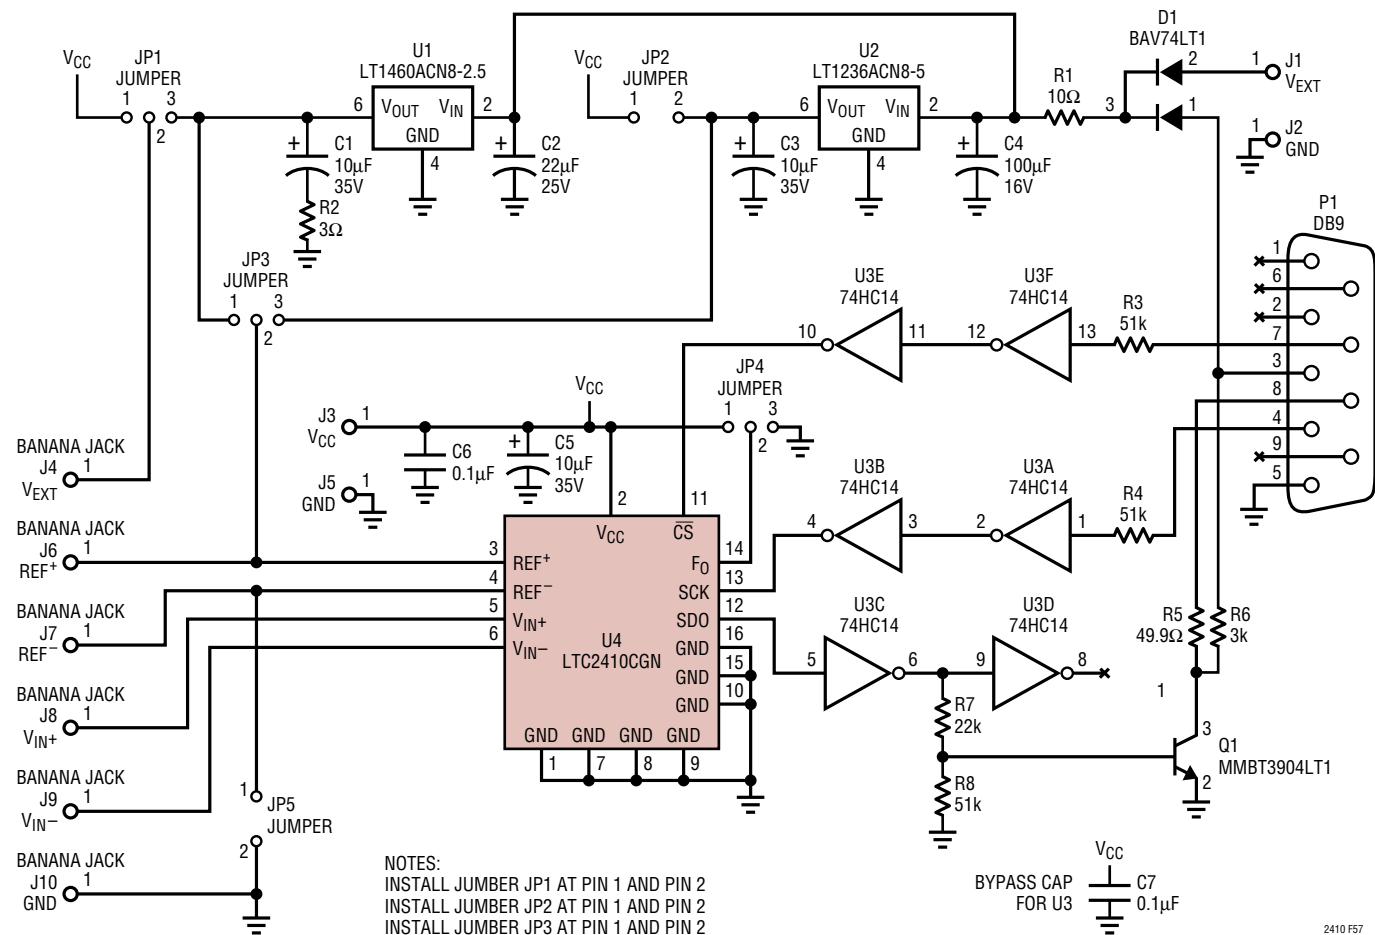 VCC
JP1
JUMPER
1
3
2
U1
LT1460ACN8-2.5
6
VOUT
VIN
2
GND
4
+
C1
10µF
35V
R2
3Ω
+
C2
22µF
25V
VCC
JP2
JUMPER
1
2
U2
LT1236ACN8-5
6
VOUT
VIN
2
GND
4
+
C3
10µF
35V
+
C4
100µF
16V
R1
10Ω
D1
BAV74LT1
3
2
1
1
J1
VEXT
1
J2
GND
P1
DB9
1
6
2
7
3
8
4
9
5
JP3
JUMPER
1
3
2
U3E
74HC14
10
11
U3F
74HC14
12
13
R3
51k
JP4
JUMPER
1
3
2
VCC
J3
VCC
1
C6
0.1µF
+
C5
10µF
35V
J5
GND
1
BANANA JACK
J4
VEXT
1
BANANA JACK
J6
REF+
1
BANANA JACK
J7
REF−
1
BANANA JACK
J8
VIN+
1
BANANA JACK
J9
VIN−
1
BANANA JACK
J10
GND
1
2
11
VCC
CS
3
REF+
4
REF−
5
VIN+
6
VIN−
U4
LTC2410CGN
14
FO
13
SCK
12
SDO
16
GND
15
GND
10
GND
GND
GND
GND
GND
1
7
8
9
U3B
74HC14
4
3
U3A
74HC14
2
1
R4
51k
U3C
74HC14
5
6
U3D
74HC14
9
8
R5
49.9Ω
R6
3k
R7
22k
R8
51k
1
3
Q1
MMBT3904LT1
2
1
JP5
JUMPER
2
NOTES:
INSTALL JUMBER JP1 AT PIN 1 AND PIN 2
INSTALL JUMBER JP2 AT PIN 1 AND PIN 2
INSTALL JUMBER JP3 AT PIN 1 AND PIN 2
VCC
BYPASS CAP
FOR U3
C7
0.1µF
2410 F57